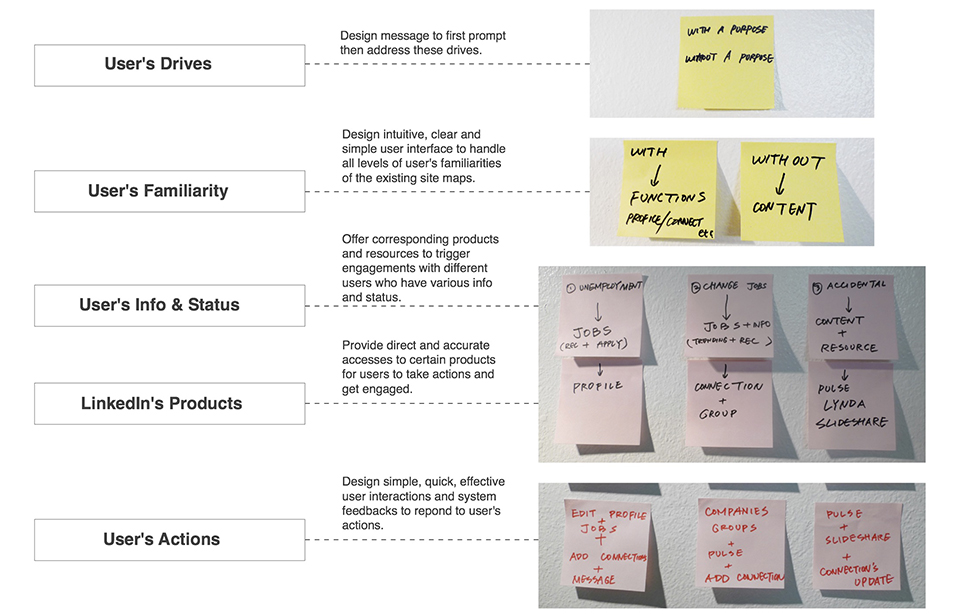 User's Drives
Design message to first prompt
then address these drives.
WITH A PURPOSE
WITHOUT A PURPOSE
User's Familiarity
Design intuitive, clear and
simple user interface to handle
all levels of user's familiarities
of the existing site maps.
WITH
FUNCTIONS
PROFILE/CONNECT
etc
WITHOUT
CONTENT
User's Info & Status
Offer corresponding products
and resources to trigger
engagements with different
users who have various info
and status.
① UNEMPLOYMENT
JOBS
(REC + APPLY)
② CHANGE JOBS
JOBS + INFO
(TRENDING + REC)
③ ACCIDENTAL
CONTENT
+
RESOURCE
LinkedIn's Products
Provide direct and accurate
accesses to certain products
for users to take actions and
get engaged.
PROFILE
CONNECTION
+
GROUP
PULSE
LYNDA
SLIDESHARE
User's Actions
Design simple, quick, effective
user interactions and system
feedbacks to repond to user's
actions.
EDIT PROFILE
+
JOBS
+
ADD CONNECTION
+
MESSAGE
COMPANIES
GROUPS
+
PULSE
+
ADD CONNECTION
PULSE
+
SLIDESHARE
+
CONNECTION'S
UPDATE